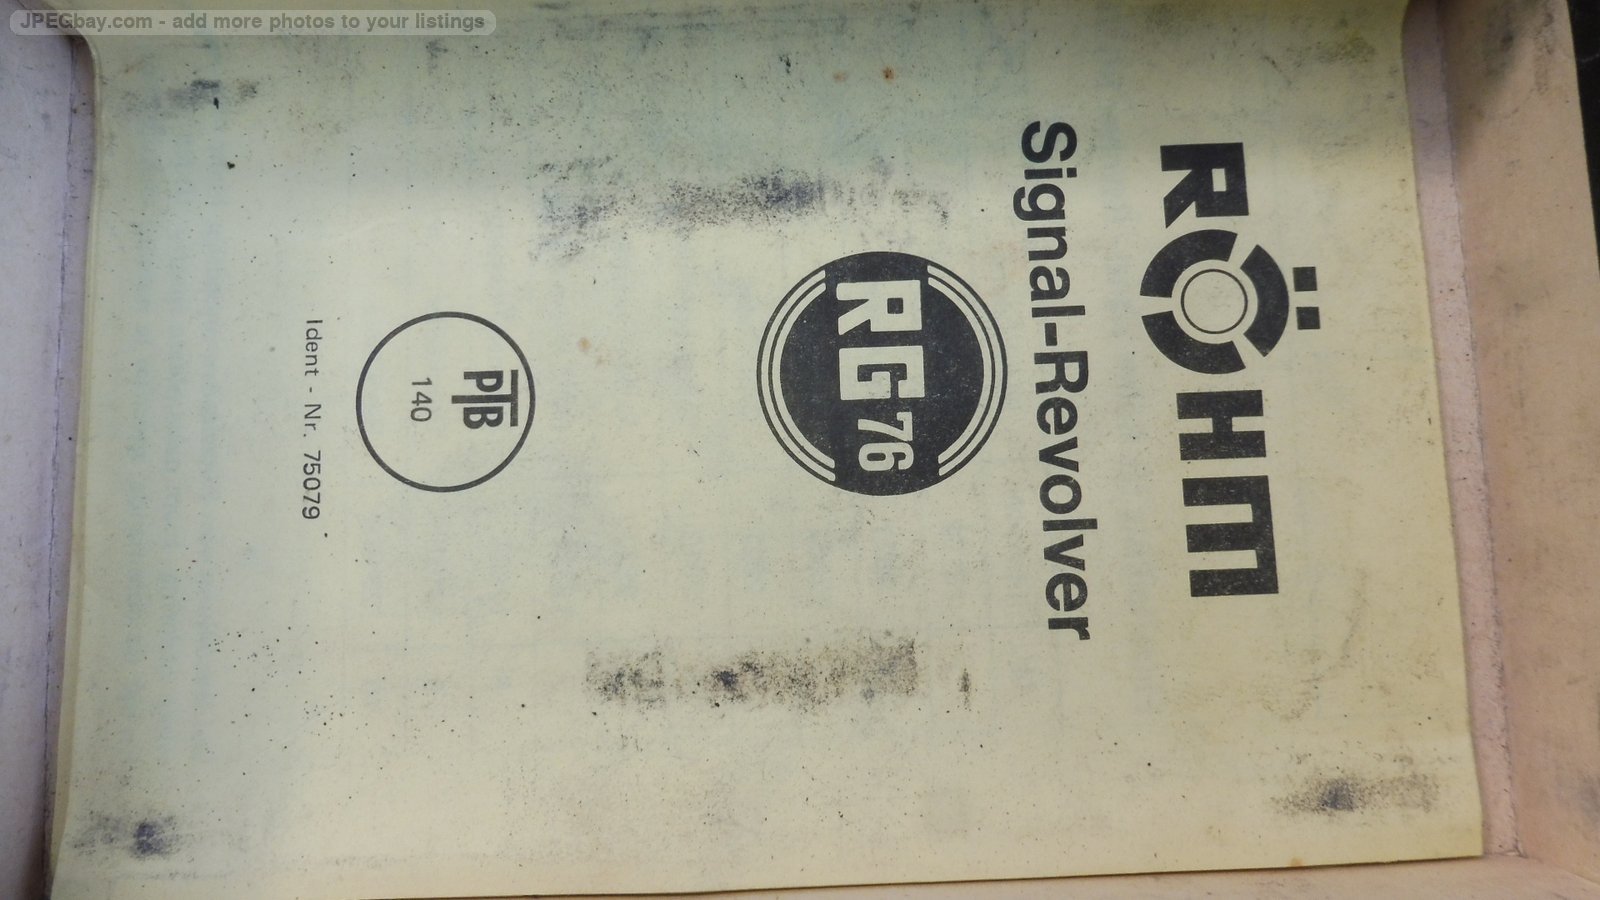 JPEGbay.com - add more photos to your listings
RÖHM
Signal-Revolver
RG 76
PTB
140
Ident - Nr. 75079